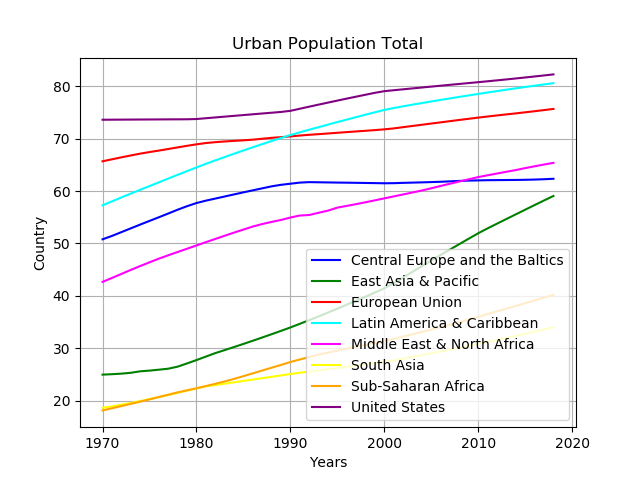 Urban Population Total
Country
80
70
60
50
40
30
20
Central Europe and the Baltics
East Asia & Pacific
European Union
Latin America & Caribbean
Middle East & North Africa
South Asia
Sub-Saharan Africa
United States
1970 1980 1990 2000 2010 2020
Years